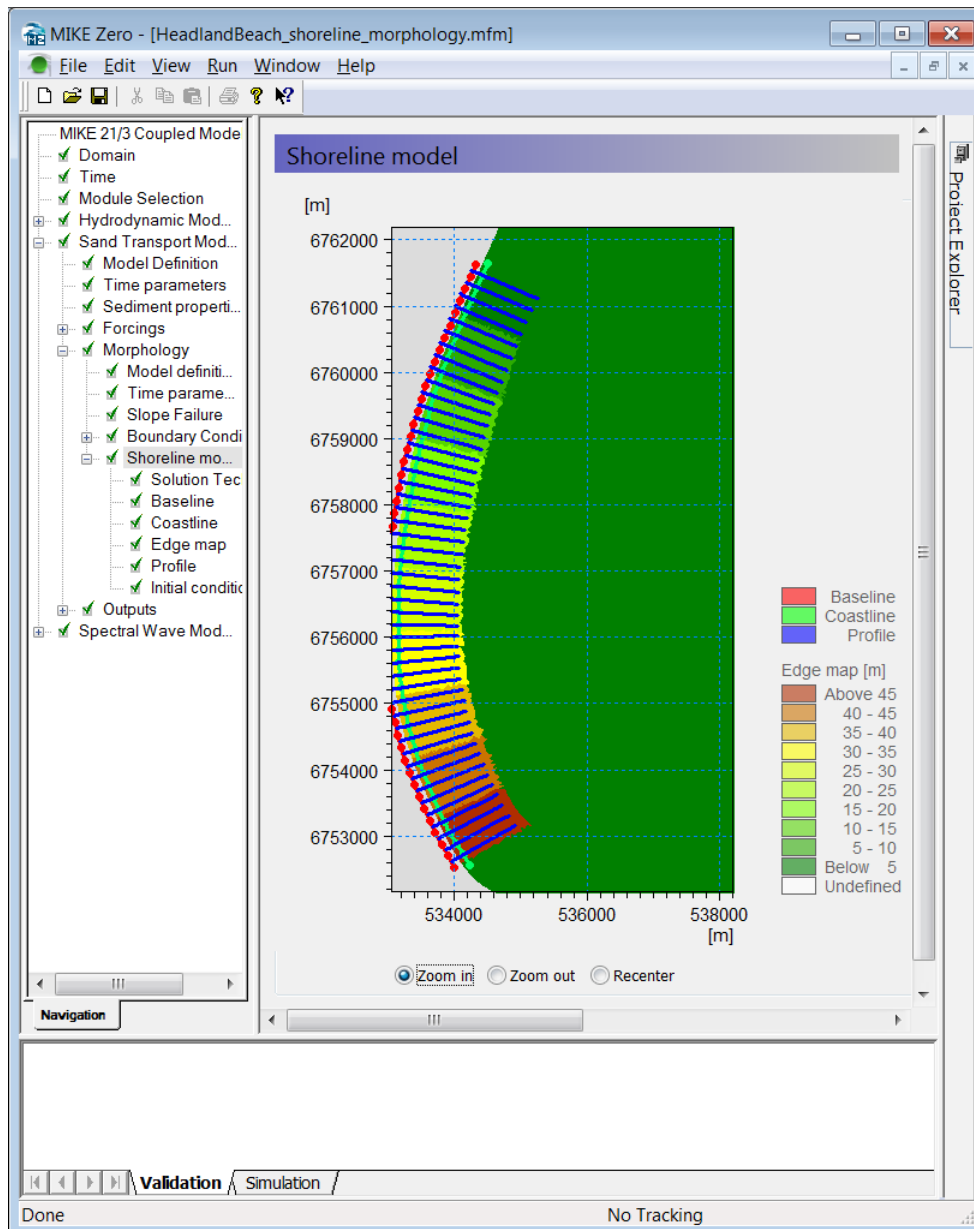 MIKE Zero - [HeadlandBeach_shoreline_morphology.mfm]
File Edit View Run Window Help
MIKE 21/3 Coupled Mode
Domain
Time
Module Selection
Hydrodynamic Mod...
Sand Transport Mod...
Model Definition
Time parameters
Sediment properti...
Forcings
Morphology
Model definiti...
Time parame...
Slope Failure
Boundary Condi
Shoreline mo...
Solution Tec
Baseline
Coastline
Edge map
Profile
Initial conditic
Outputs
Spectral Wave Mod...
Navigation
Shoreline model
[m]
6762000
6761000
6760000
6759000
6758000
6757000
6756000
6755000
6754000
6753000
534000 536000 538000
[m]
Baseline
Coastline
Profile
Edge map [m]
Above 45
40 - 45
35 - 40
30 - 35
25 - 30
20 - 25
15 - 20
10 - 15
5 - 10
Below 5
Undefined
Zoom in Zoom out Recenter
Project Explorer
Validation Simulation
Done No Tracking